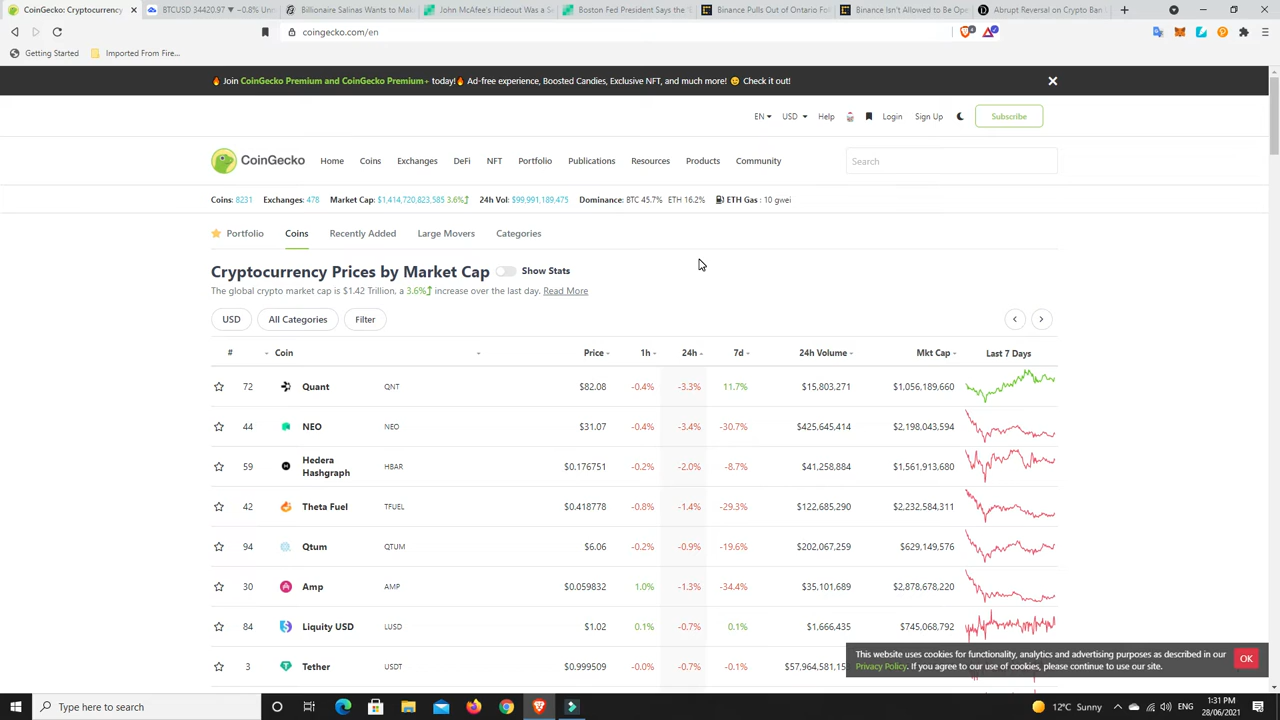 CoinGecko: Cryptocurrency
BTCUSD 34420.97 ▼ −0.8% Unn
Billionaire Salinas Wants to Mak
John McAfee's Hideout Was a S
Boston Fed President Says the
Binance Pulls Out of Ontario Fol
Binance Isn't Allowed to Be Ope
Abrupt Reversal on Crypto Ban
coingecko.com/en
Getting Started
Imported From Fire...
Join CoinGecko Premium and CoinGecko Premium+ today! Ad-free experience, Boosted Candies, Exclusive NFT, and much more! Check it out!
EN USD Help Login Sign Up Subscribe
CoinGecko Home Coins Exchanges DeFi NFT Portfolio Publications Resources Products Community Search
Coins: 8231 Exchanges: 478 Market Cap: $1,414,720,823,585 3.6% 24h Vol: $99,991,189,475 Dominance: BTC 45.7% ETH 16.2% ETH Gas: 10 gwei
Portfolio Coins Recently Added Large Movers Categories
Cryptocurrency Prices by Market Cap Show Stats
The global crypto market cap is $1.42 Trillion, a 3.6% increase over the last day. Read More
USD All Categories Filter
# Coin Price 1h 24h 7d 24h Volume Mkt Cap Last 7 Days
72 Quant QNT $82.08 -0.4% -3.3% 11.7% $15,803,271 $1,056,189,660
44 NEO NEO $31.07 -0.4% -3.4% -30.7% $425,645,414 $2,198,043,594
59 Hedera Hashgraph HBAR $0.176751 -0.2% -2.0% -8.7% $41,258,884 $1,561,913,680
42 Theta Fuel TFUEL $0.418778 -0.8% -1.4% -29.3% $122,685,290 $2,232,584,311
94 Qtum QTUM $6.06 -0.2% -0.9% -19.6% $202,067,259 $629,149,576
30 Amp AMP $0.059832 1.0% -1.3% -34.4% $35,101,689 $2,878,678,220
84 Liquity USD LUSD $1.02 0.1% -0.7% 0.1% $1,666,435 $745,068,792
3 Tether USDT $0.999509 -0.0% -0.7% -0.1% $57,964,581,15
This website uses cookies for functionality, analytics and advertising purposes as described in our
Privacy Policy. If you agree to our use of cookies, please continue to use our site.
OK
Type here to search
12°C Sunny
ENG
1:31 PM
28/06/2021